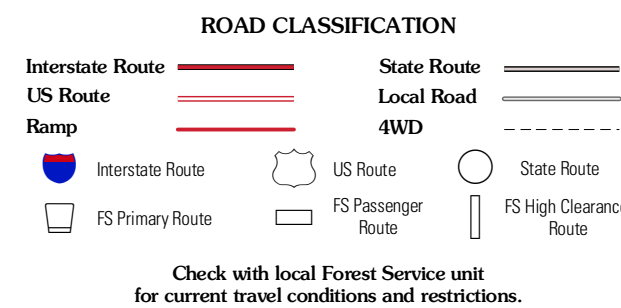 ROAD CLASSIFICATION
Interstate Route
State Route
US Route
Local Road
Ramp
4WD
Interstate Route
US Route
State Route
FS Primary Route
FS Passenger
Route
FS High Clearance
Route
Check with local Forest Service unit
for current travel conditions and restrictions.